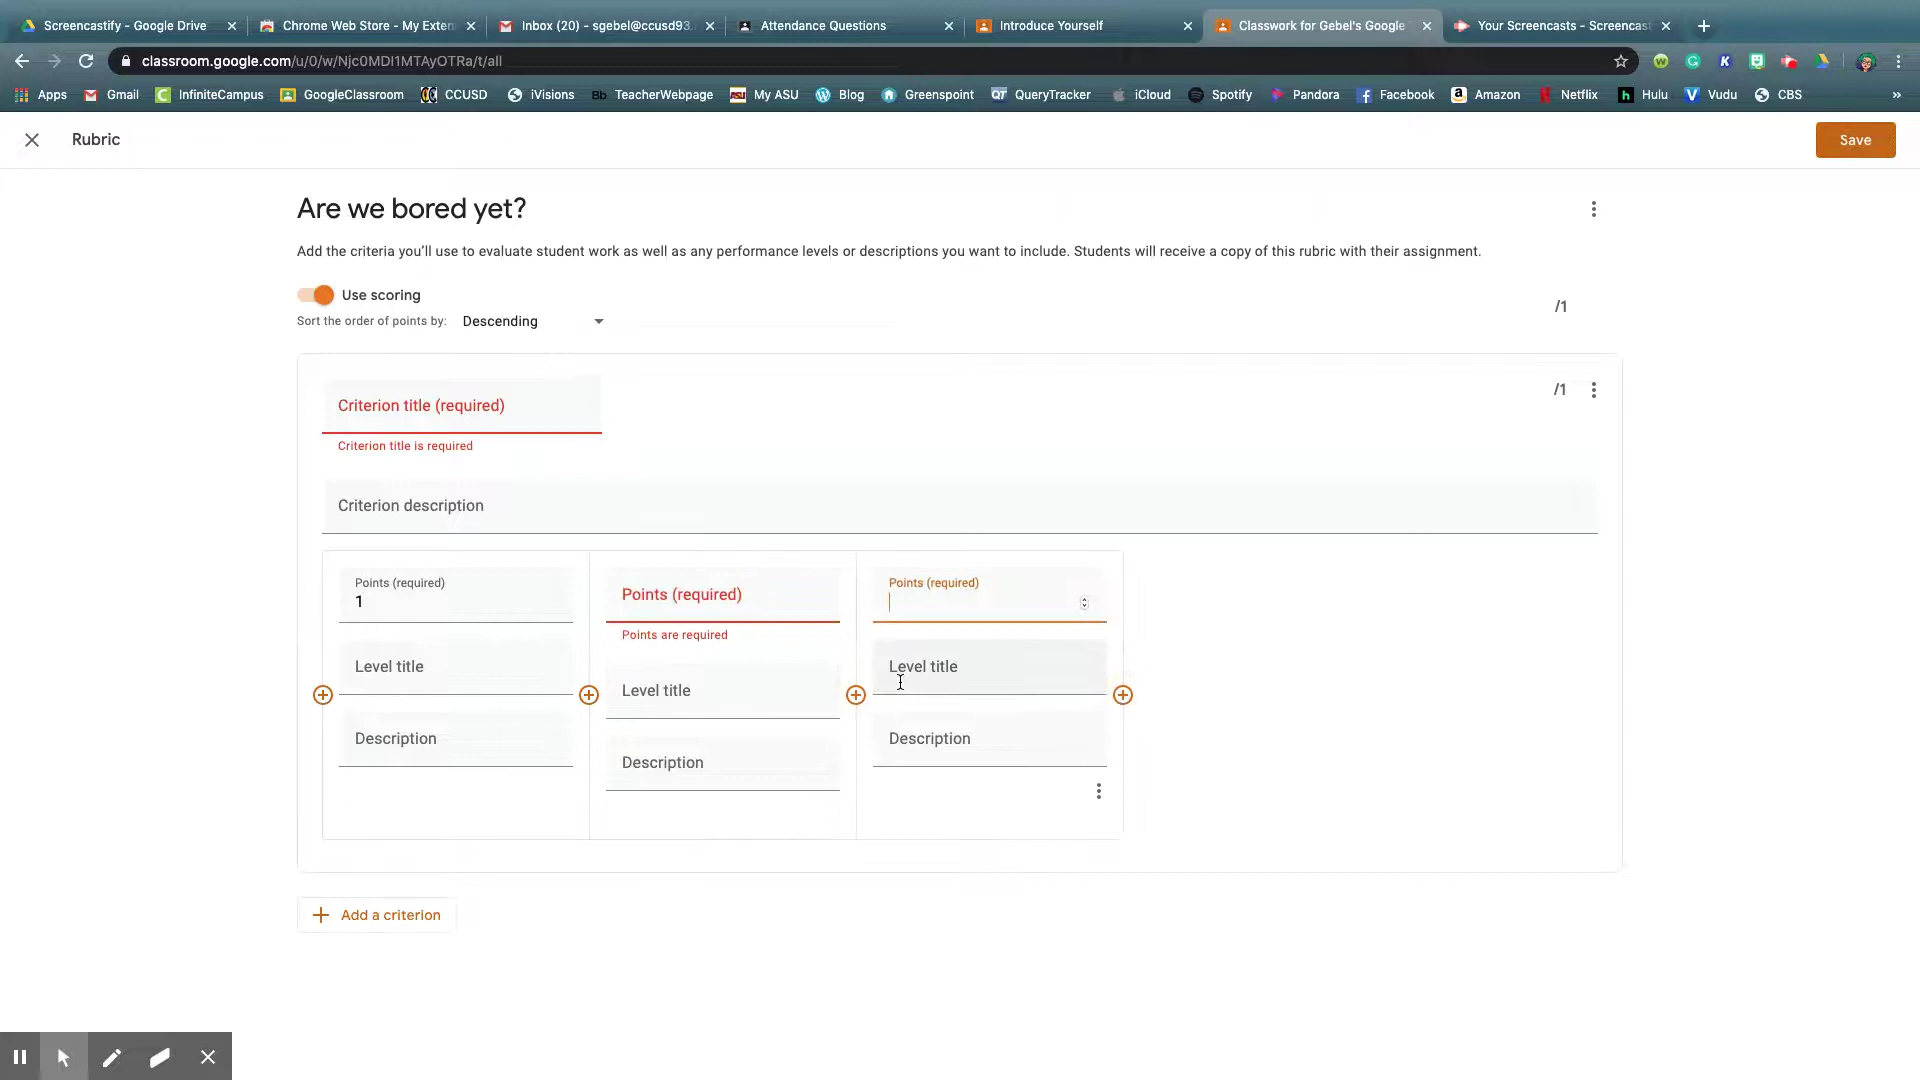 Screencastify - Google Drive
Chrome Web Store - My Exten
Inbox (20) - sgebel@ccusd93.
Attendance Questions
Introduce Yourself
Classwork for Gebel's Google
Your Screencasts - Screencast
classroom.google.com/u/0/w/Njc0MDI1MTAyOTRa/t/all
Apps
Gmail
InfiniteCampus
GoogleClassroom
CCUSD
iVisions
Bb TeacherWebpage
My ASU
Blog
Greenspoint
QT QueryTracker
iCloud
Spotify
Pandora
Facebook
Amazon
Netflix
Hulu
Vudu
CBS
»
Rubric
Save
Are we bored yet?
Add the criteria you'll use to evaluate student work as well as any performance levels or descriptions you want to include. Students will receive a copy of this rubric with their assignment.
Use scoring
/1
Sort the order of points by: Descending
/1
Criterion title (required)
Criterion title is required
Criterion description
Points (required)
1
Level title
Description
Points (required)
Points are required
Level title
Description
Points (required)
Level title
Description
Add a criterion